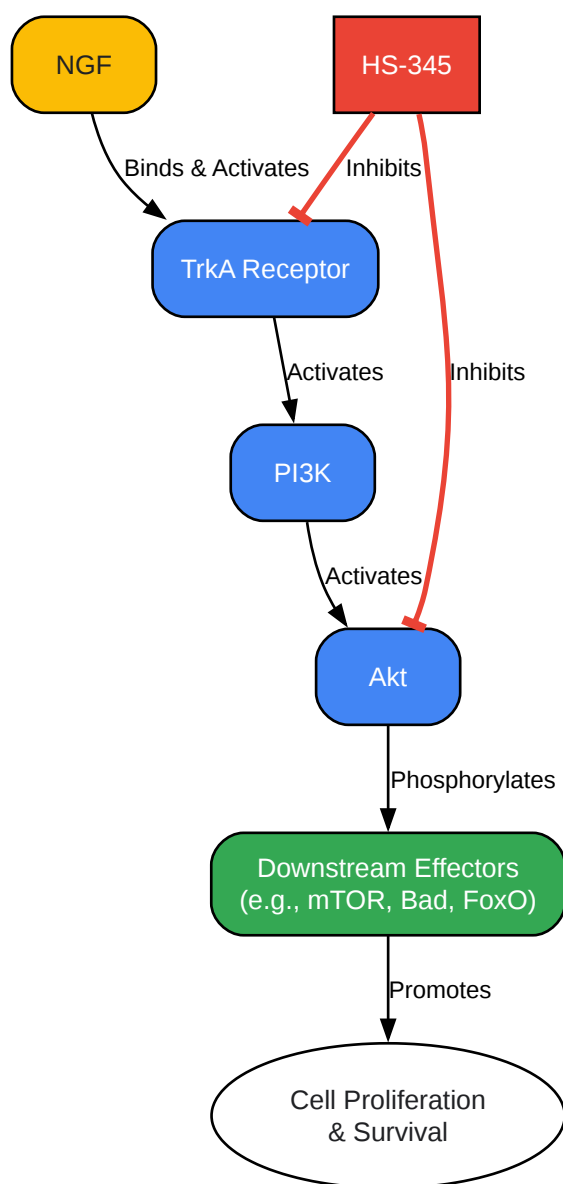 NGF
HS-345
Binds & Activates
Inhibits
TrkA Receptor
Activates
Inhibits
PI3K
Activates
Akt
Phosphorylates
Downstream Effectors
(e.g., mTOR, Bad, FoxO)
Promotes
Cell Proliferation
& Survival